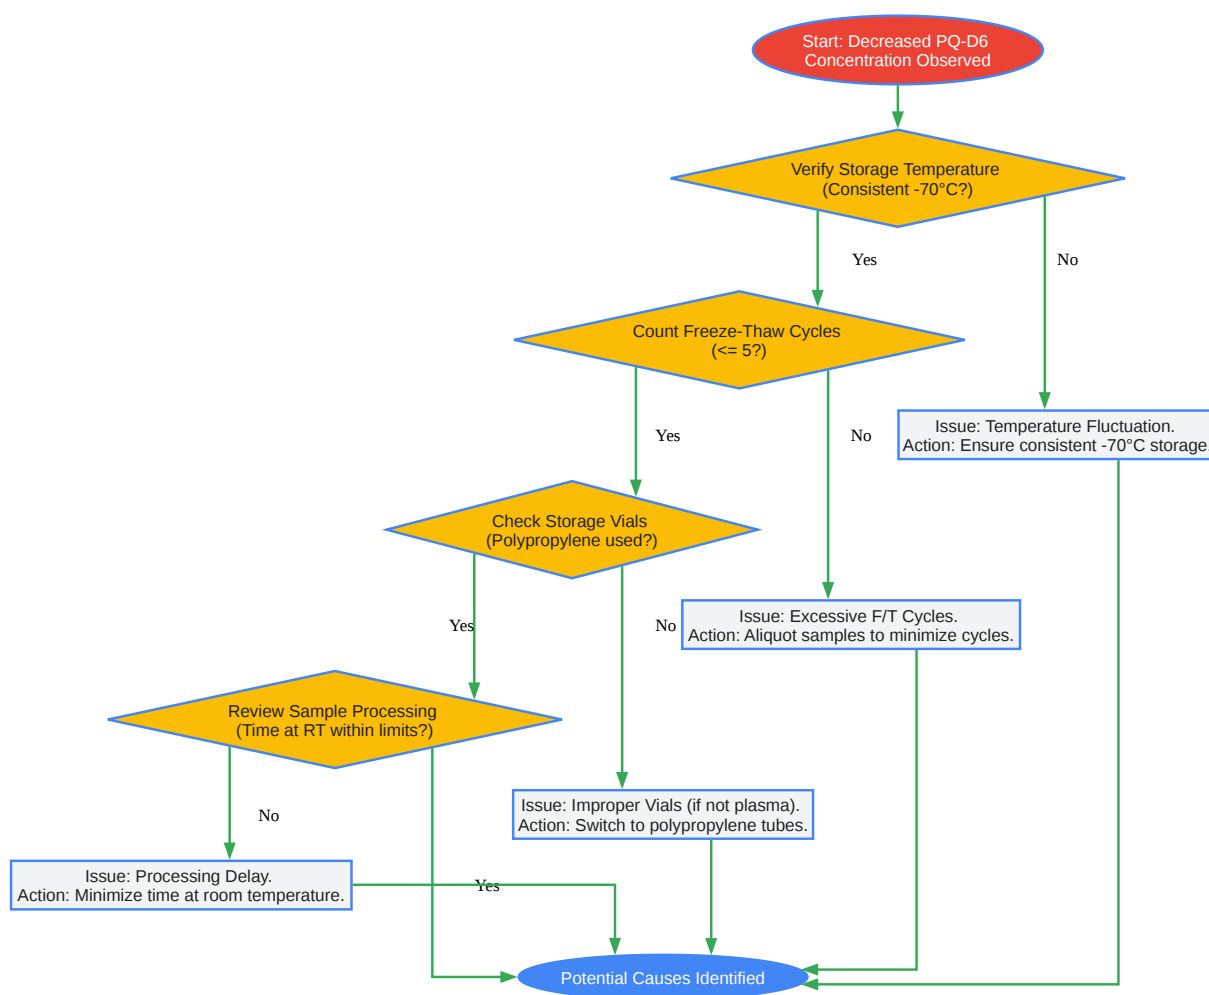 Start: Decreased PQ-D6
Concentration Observed
Verify Storage Temperature
(Consistent -70°C?)
Yes
No
Count Freeze-Thaw Cycles
(<= 5?)
Yes
No
Issue: Temperature Fluctuation.
Action: Ensure consistent -70°C storage.
Check Storage Vials
(Polypropylene used?)
Yes
No
Issue: Excessive F/T Cycles.
Action: Aliquot samples to minimize cycles.
Review Sample Processing
(Time at RT within limits?)
No
Issue: Improper Vials (if not plasma).
Action: Switch to polypropylene tubes.
Issue: Processing Delay.
Action: Minimize time at room temperature.
Yes
Potential Causes Identified